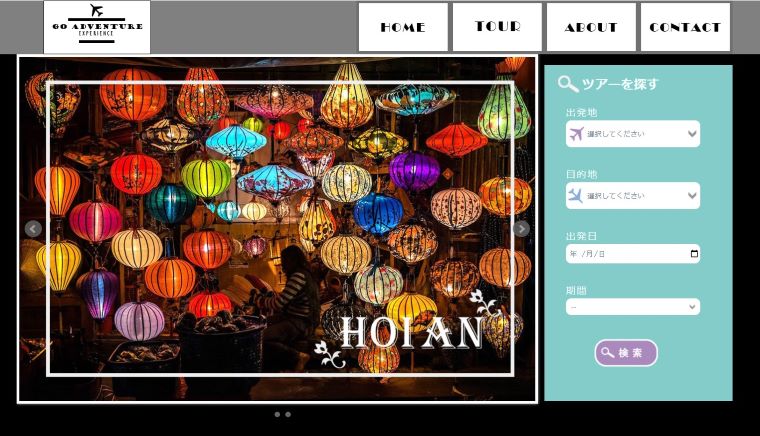 GO ADVENTURE
EXPERIENCE
HOME
TOUR
ABOUT
CONTACT
ツアーを探す
出発地
選択してください
目的地
選択してください
出発日
年 /月/日
期間
--
検索
HOI AN